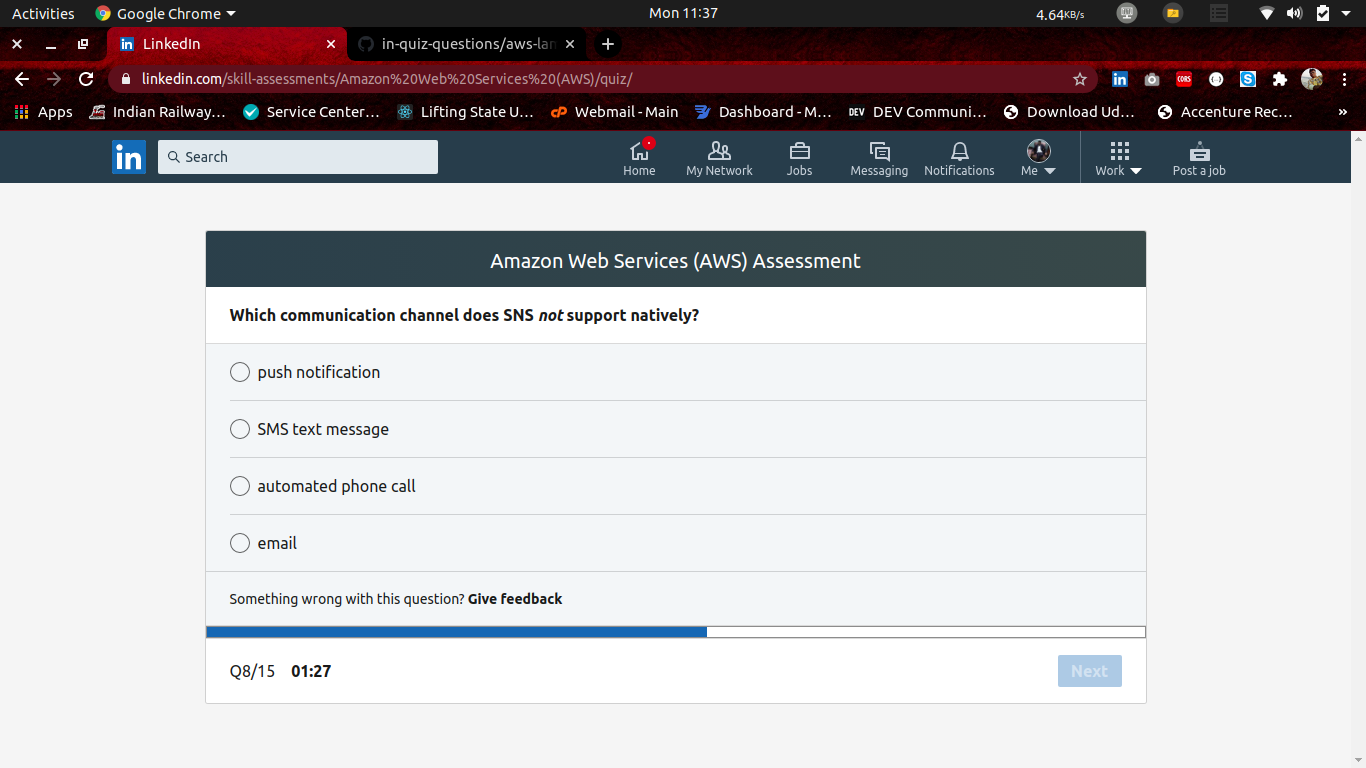 Activities Google Chrome Mon 11:37 4.64KB/s
LinkedIn in-quiz-questions/aws-lam
linkedin.com/skill-assessments/Amazon%20Web%20Services%20(AWS)/quiz/
Apps Indian Railway... Service Center... Lifting State U... Webmail - Main Dashboard - M... DEV Communi... Download Ud... Accenture Rec... »
in Search Home My Network Jobs Messaging Notifications Me Work Post a job
Amazon Web Services (AWS) Assessment
Which communication channel does SNS not support natively?
push notification
SMS text message
automated phone call
email
Something wrong with this question? Give feedback
Q8/15 01:27 Next